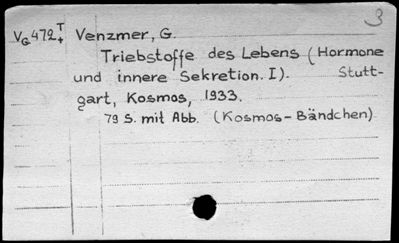 3
V_G 472 T+ Venzmer, G.
Triebstoffe des Lebens (Hormone
und innere Sekretion. I). Stutt-
gart, Kosmos, 1933.
79 S. mit Abb. (Kosmos-Bändchen)